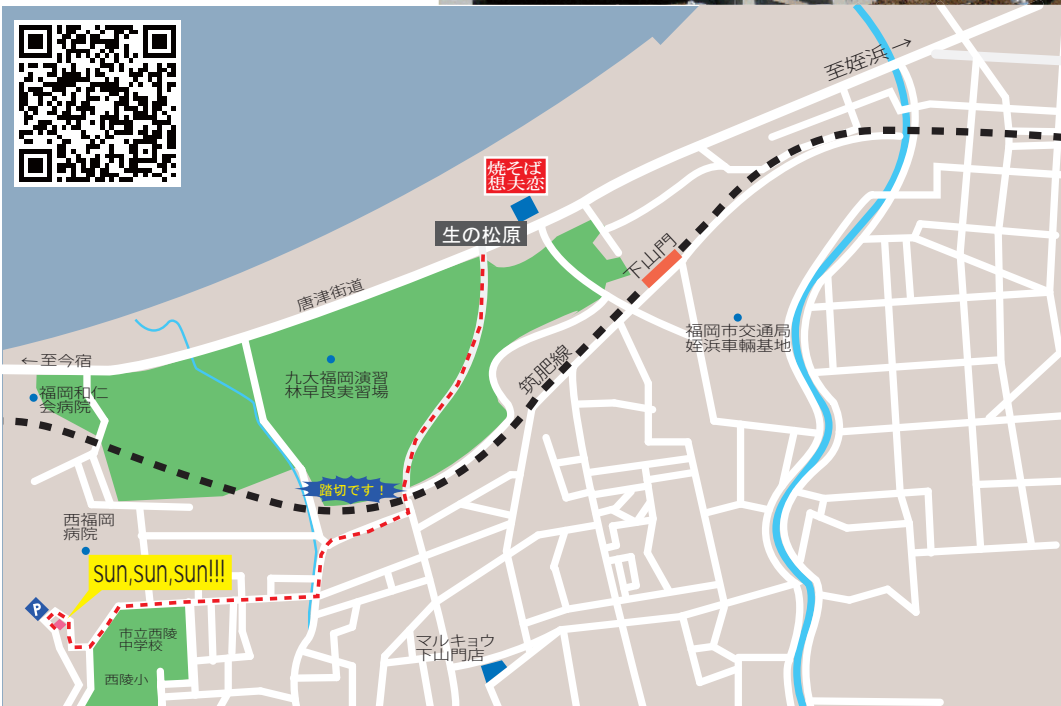 至姪浜→
焼そば
想夫恋
生の松原
下山門
唐津街道
福岡市交通局
姪浜車輛基地
←至今宿
筑肥線
九大福岡演習
林早良実習場
福岡和仁
会病院
踏切です!
西福岡
病院
sun,sun,sun!!!
P
市立西陵
中学校
マルキョウ
下山門店
西陵小